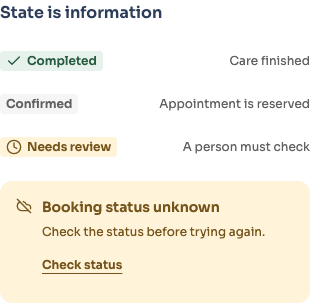 State is information
Completed Care finished
Confirmed Appointment is reserved
Needs review A person must check
Booking status unknown
Check the status before trying again.
Check status